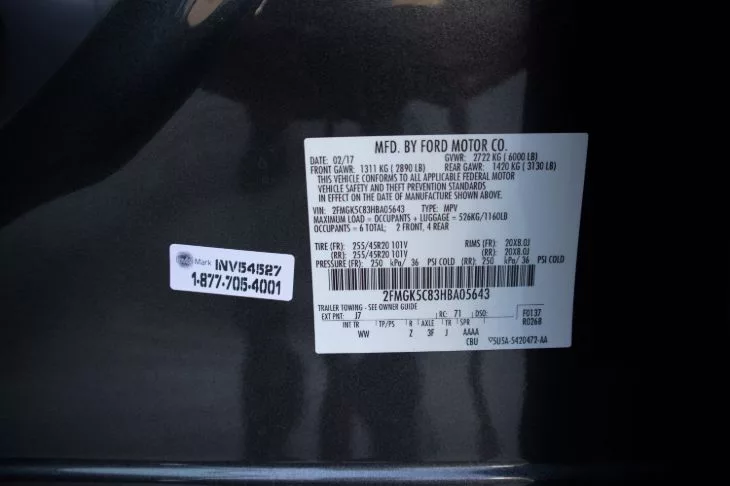 MFD. BY FORD MOTOR CO.
DATE: 02/17 GVWR: 2722 KG ( 6000 LB)
FRONT GAWR: 1311 KG ( 2890 LB) REAR GAWR: 1420 KG ( 3130 LB)
THIS VEHICLE CONFORMS TO ALL APPLICABLE FEDERAL MOTOR
VEHICLE SAFETY AND THEFT PREVENTION STANDARDS
IN EFFECT ON THE DATE OF MANUFACTURE SHOWN ABOVE.
VIN: 2FMGK5C83HBA05643 TYPE: MPV
MAXIMUM LOAD = OCCUPANTS + LUGGAGE = 526KG/1160LB
OCCUPANTS = 6 TOTAL; 2 FRONT, 4 REAR
TIRE (FR): 255/45R20 101V RIMS (FR): 20X8.0J
(RR): 255/45R20 101V (RR): 20X8.0J
PRESSURE (FR): 250 kPa/ 36 PSI COLD (RR): 250 kPa/ 36 PSI COLD
2FMGK5C83HBA05643
TRAILER TOWING - SEE OWNER GUIDE
EXT PNT: J7 RC: 71 DSO: F0137
INT TR TP/PS R AXLE TR SPR R0268
WW Z 3F J AAAA
CBU 5U5A-5420472-AA
Mark INV54527
1-877-705-4001